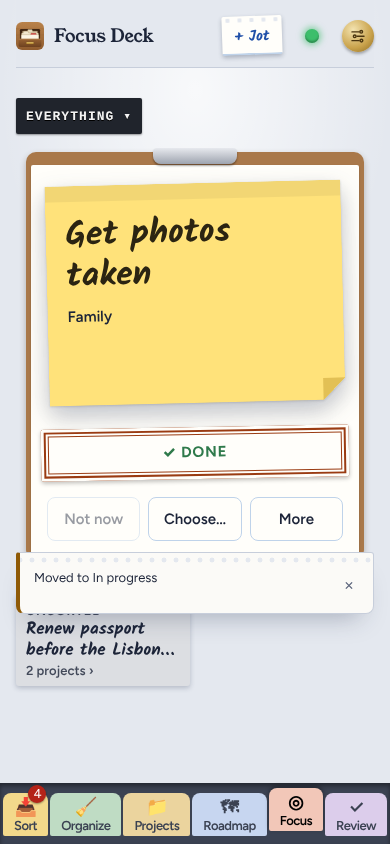 Focus Deck
+ Jot
EVERYTHING ▾
Get photos
taken
Family
✓ DONE
Not now
Choose...
More
Moved to In progress
×
Renew passport
before the Lisbon...
2 projects ›
4
Sort
Organize
Projects
Roadmap
Focus
Review